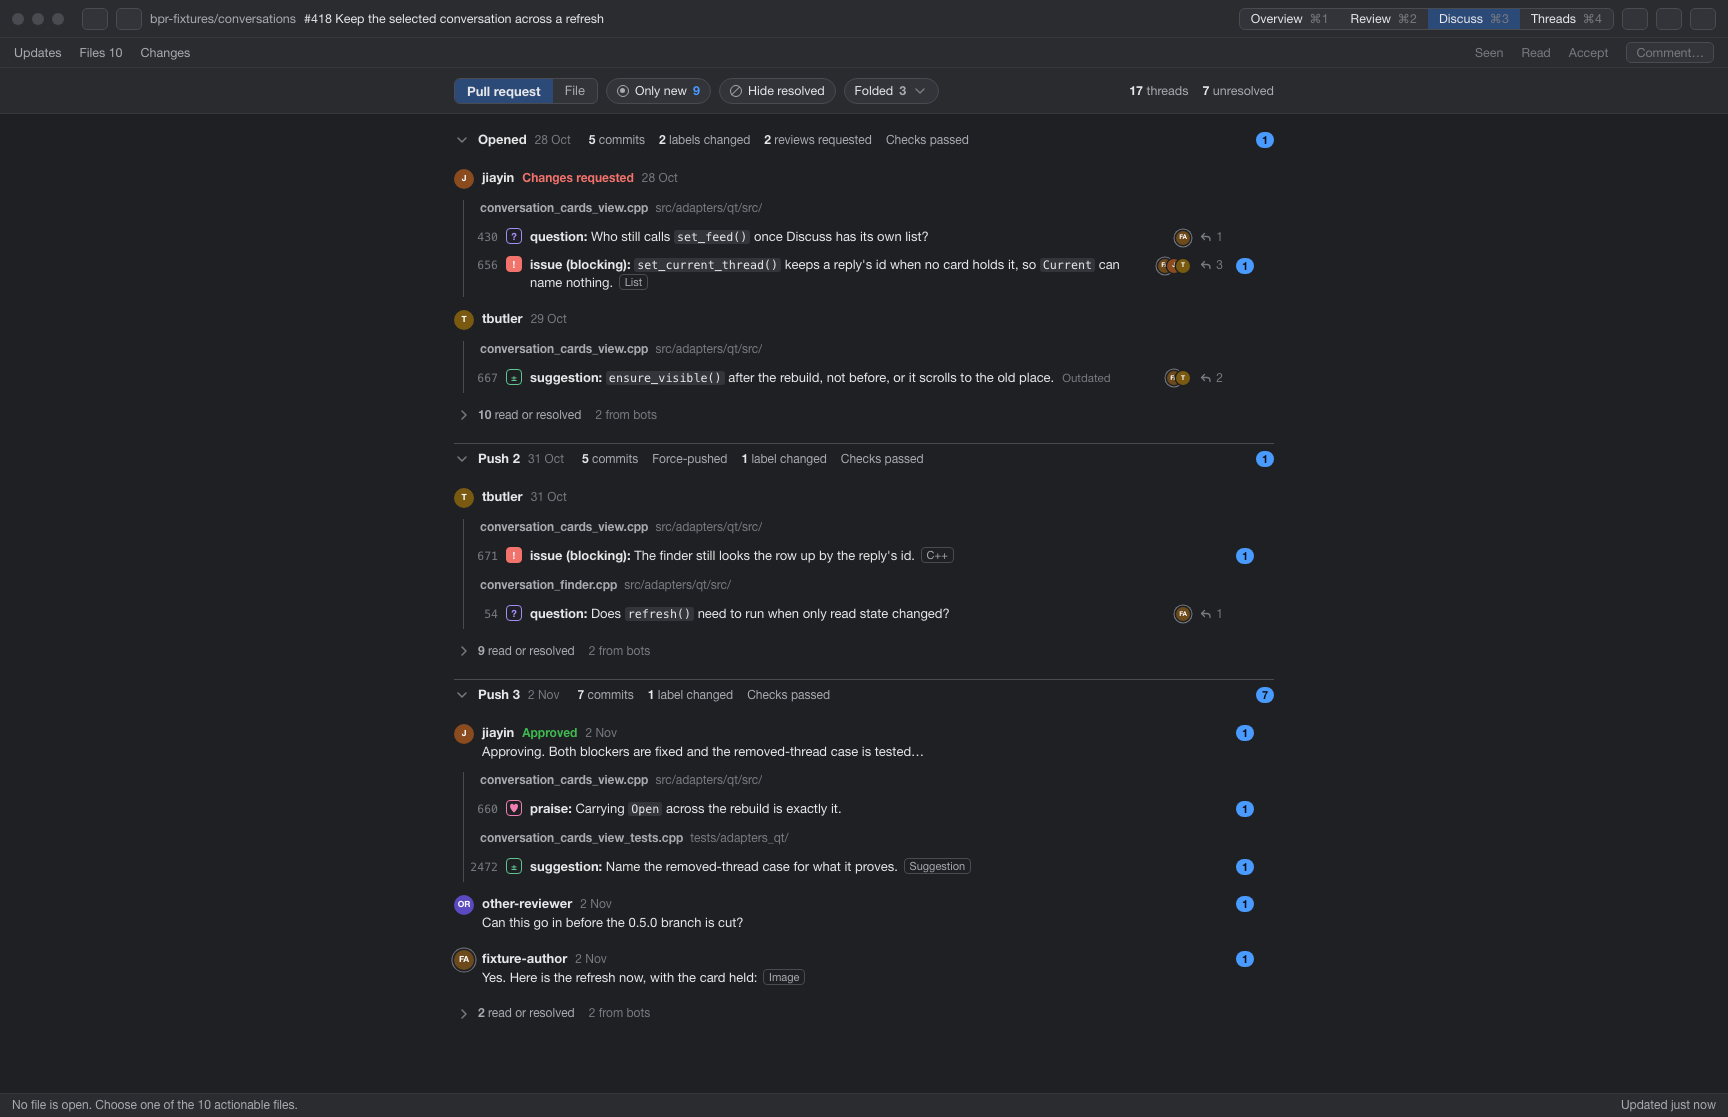 bpr-fixtures/conversations #418 Keep the selected conversation across a refresh
Overview ⌘1 Review ⌘2 Discuss ⌘3 Threads ⌘4
Updates Files 10 Changes
Seen Read Accept Comment…
Pull request File Only new 9 Hide resolved Folded 3
17 threads 7 unresolved
Opened 28 Oct 5 commits 2 labels changed 2 reviews requested Checks passed 1
J jiayin Changes requested 28 Oct
conversation_cards_view.cpp src/adapters/qt/src/
430 ? question: Who still calls set_feed() once Discuss has its own list? FA 1
656 ! issue (blocking): set_current_thread() keeps a reply's id when no card holds it, so Current can T 3 1
name nothing. List
T tbutler 29 Oct
conversation_cards_view.cpp src/adapters/qt/src/
667 ± suggestion: ensure_visible() after the rebuild, not before, or it scrolls to the old place. Outdated T 2
10 read or resolved 2 from bots
Push 2 31 Oct 5 commits Force-pushed 1 label changed Checks passed 1
T tbutler 31 Oct
conversation_cards_view.cpp src/adapters/qt/src/
671 ! issue (blocking): The finder still looks the row up by the reply's id. C++ 1
conversation_finder.cpp src/adapters/qt/src/
54 ? question: Does refresh() need to run when only read state changed? FA 1
9 read or resolved 2 from bots
Push 3 2 Nov 7 commits 1 label changed Checks passed 7
J jiayin Approved 2 Nov 1
Approving. Both blockers are fixed and the removed-thread case is tested…
conversation_cards_view.cpp src/adapters/qt/src/
660 praise: Carrying Open across the rebuild is exactly it. 1
conversation_cards_view_tests.cpp tests/adapters_qt/
2472 ± suggestion: Name the removed-thread case for what it proves. Suggestion 1
OR other-reviewer 2 Nov 1
Can this go in before the 0.5.0 branch is cut?
FA fixture-author 2 Nov 1
Yes. Here is the refresh now, with the card held: Image
2 read or resolved 2 from bots
No file is open. Choose one of the 10 actionable files.
Updated just now